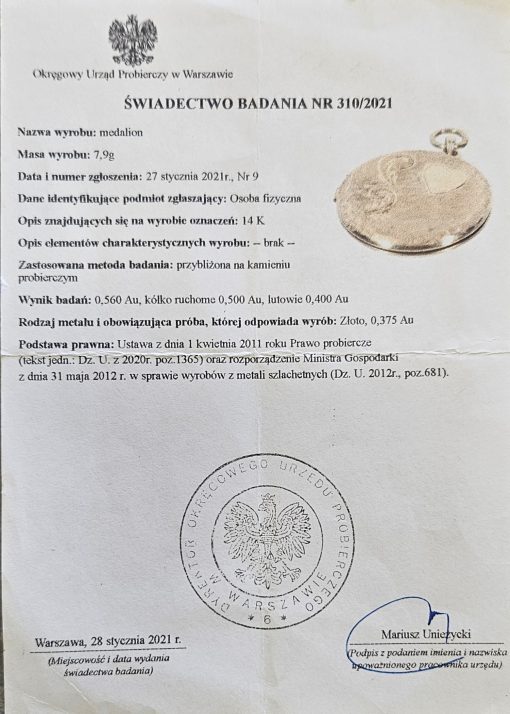 Okręgowy Urząd Probierczy w Warszawie
ŚWIADECTWO BADANIA NR 310/2021
Nazwa wyrobu: medalion
Masa wyrobu: 7,9g
Data i numer zgłoszenia: 27 stycznia 2021r., Nr 9
Dane identyfikujące podmiot zgłaszający: Osoba fizyczna
Opis znajdujących się na wyrobie oznaczeń: 14 K
Opis elementów charakterystycznych wyrobu: -- brak --
Zastosowana metoda badania: przybliżona na kamieniu
probierczym
Wynik badań: 0,560 Au, kółko ruchome 0,500 Au, lutowie 0,400 Au
Rodzaj metalu i obowiązująca próba, której odpowiada wyrób: Złoto, 0,375 Au
Podstawa prawna: Ustawa z dnia 1 kwietnia 2011 roku Prawo probiercze
(tekst jedn.: Dz. U. z 2020r. poz.1365) oraz rozporządzenie Ministra Gospodarki
z dnia 31 maja 2012 r. w sprawie wyrobów z metali szlachetnych (Dz. U. 2012r., poz.681).
DYREKTOR OKRĘGOWEGO URZĘDU PROBIERCZEGO
W WARSZAWIE
* 6 *
Warszawa, 28 stycznia 2021 r.
(Miejscowość i data wydania
świadectwa badania)
Mariusz Unieżycki
(Podpis z podaniem imienia i nazwiska
upoważnionego pracownika urzędu)